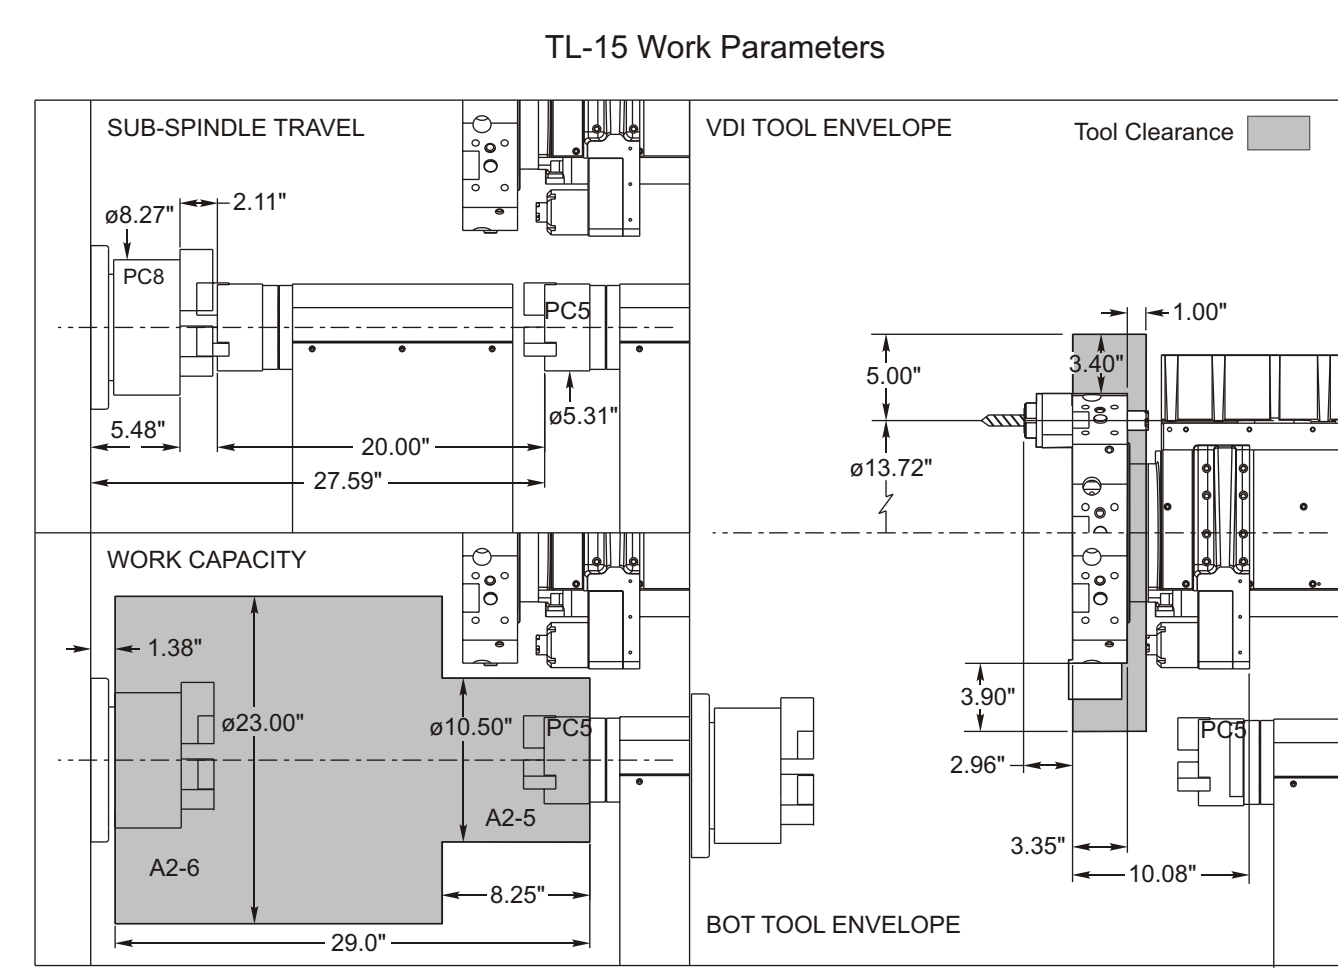 TL-15 Work Parameters
SUB-SPINDLE TRAVEL
2.11"
ø8.27"
PC8
PC5
ø5.31"
5.48"
20.00"
27.59"
VDI TOOL ENVELOPE
Tool Clearance
1.00"
3.40"
5.00"
ø13.72"
WORK CAPACITY
1.38"
ø23.00"
ø10.50"
PC5
A2-5
A2-6
8.25"
29.0"
3.90"
PC5
2.96"
3.35"
10.08"
BOT TOOL ENVELOPE